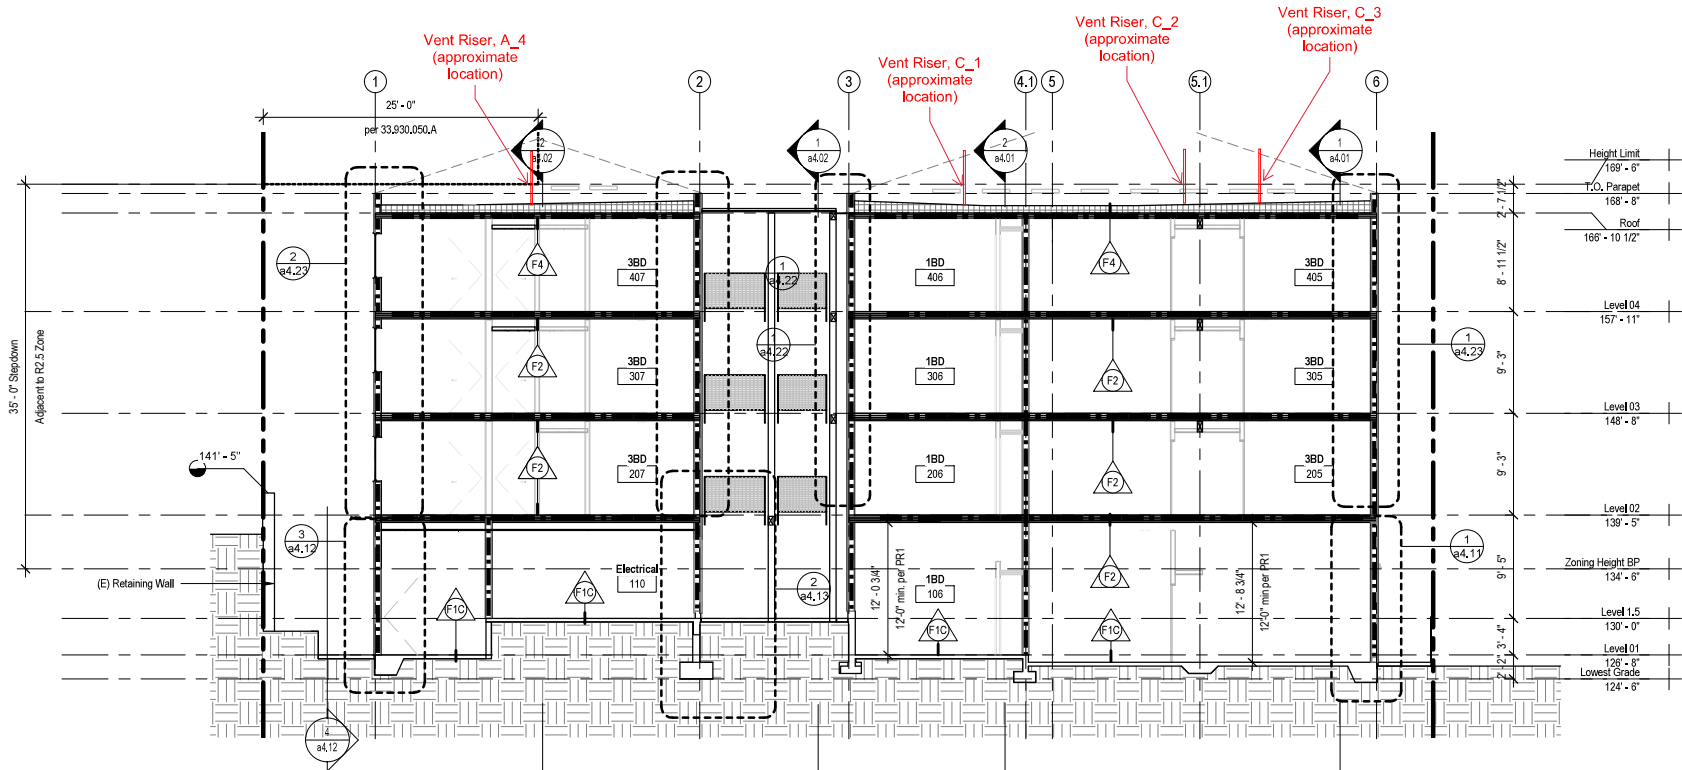 Vent Riser, A_4
(approximate
location)
Vent Riser, C_1
(approximate
location)
Vent Riser, C_2
(approximate
location)
Vent Riser, C_3
(approximate
location)
1
2
3
4.1
5
5.1
6
25' - 0"
per 33.930.050.A
2
a4.02
1
a4.02
2
a4.01
1
a4.01
Height Limit
169' - 6"
T.O. Parapet
168' - 8"
Roof
166' - 10 1/2"
Level 04
157' - 11"
Level 03
148' - 8"
Level 02
139' - 5"
Zoning Height BP
134' - 6"
Level 1.5
130' - 0"
Level 01
126' - 8"
Lowest Grade
124' - 6"
2' - 7 1/2"
8' - 11 1/2"
9' - 3"
9' - 3"
9' - 5"
3' - 4"
2' - 2"
35' - 0" Stepdown
Adjacent to R2.5 Zone
2
a4.23
1
a4.22
1
a4.22
1
a4.23
3
a4.12
2
a4.13
1
a4.11
4
a4.12
141' - 5"
(E) Retaining Wall
F4
3BD
407
1BD
406
F4
3BD
405
F2
3BD
307
1BD
306
F2
3BD
305
F2
3BD
207
1BD
206
F2
3BD
205
F1C
F1C
Electrical
110
12' - 0 3/4"
12'-0" min. per PR1
1BD
106
F1C
F2
F1C
12' - 8 3/4"
12'-0" min per PR1